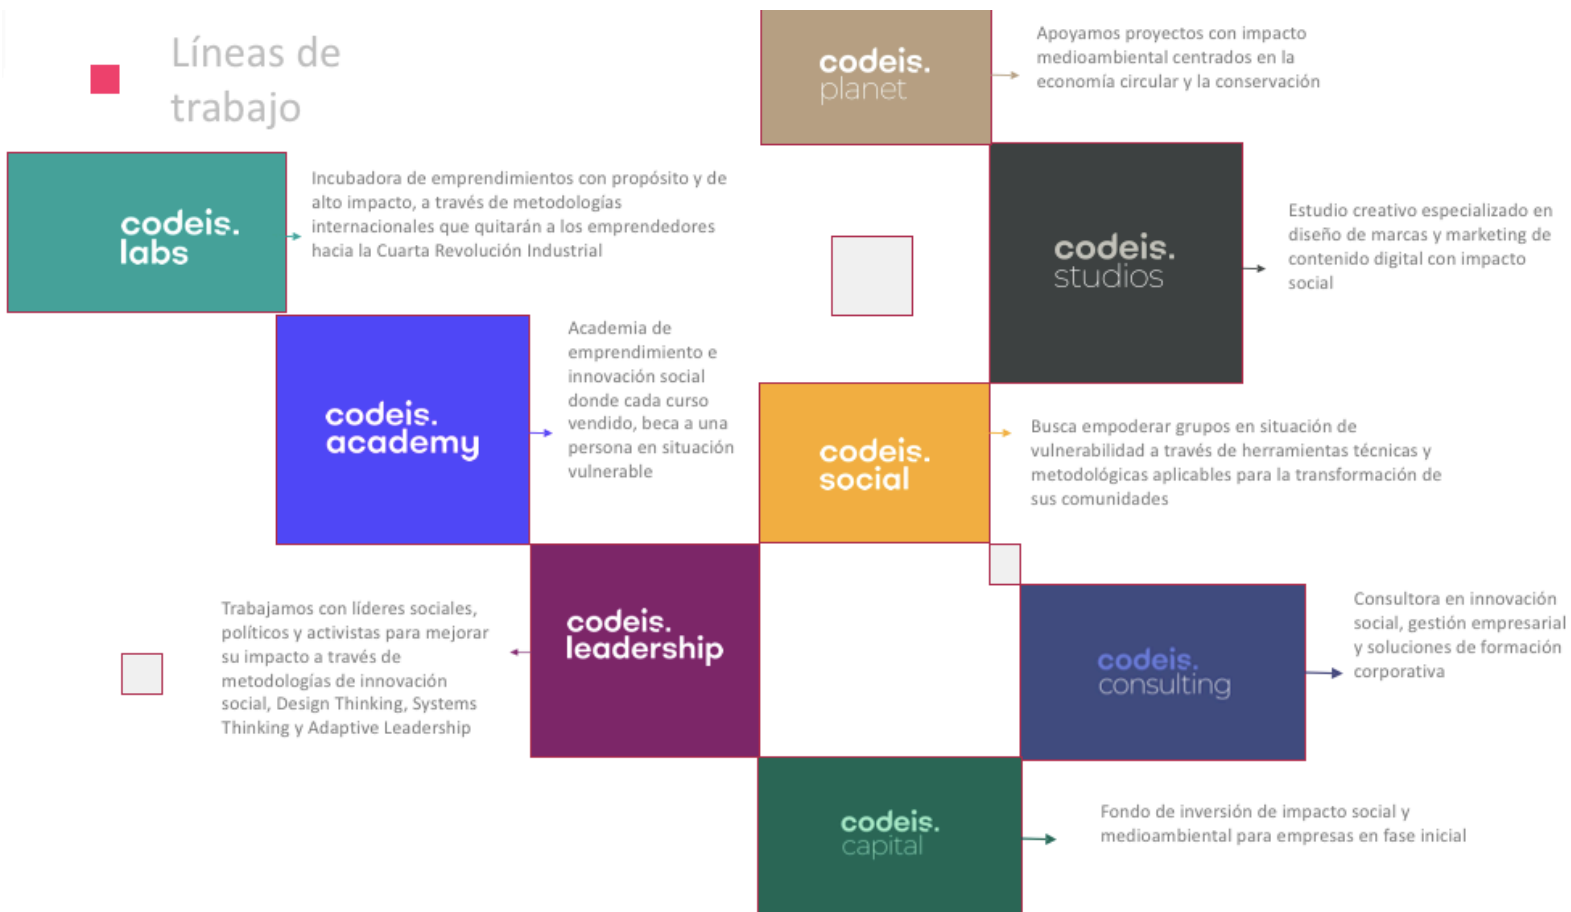 Líneas de
trabajo
codeis.
labs
Incubadora de emprendimientos con propósito y de
alto impacto, a través de metodologías
internacionales que quitarán a los emprendedores
hacia la Cuarta Revolución Industrial
codeis.
academy
Academia de
emprendimiento e
innovación social
donde cada curso
vendido, beca a una
persona en situación
vulnerable
codeis.
leadership
Trabajamos con líderes sociales,
políticos y activistas para mejorar
su impacto a través de
metodologías de innovación
social, Design Thinking, Systems
Thinking y Adaptive Leadership
codeis.
planet
Apoyamos proyectos con impacto
medioambiental centrados en la
economía circular y la conservación
codeis.
studios
Estudio creativo especializado en
diseño de marcas y marketing de
contenido digital con impacto
social
codeis.
social
Busca empoderar grupos en situación de
vulnerabilidad a través de herramientas técnicas y
metodológicas aplicables para la transformación de
sus comunidades
codeis.
consulting
Consultora en innovación
social, gestión empresarial
y soluciones de formación
corporativa
codeis.
capital
Fondo de inversión de impacto social y
medioambiental para empresas en fase inicial